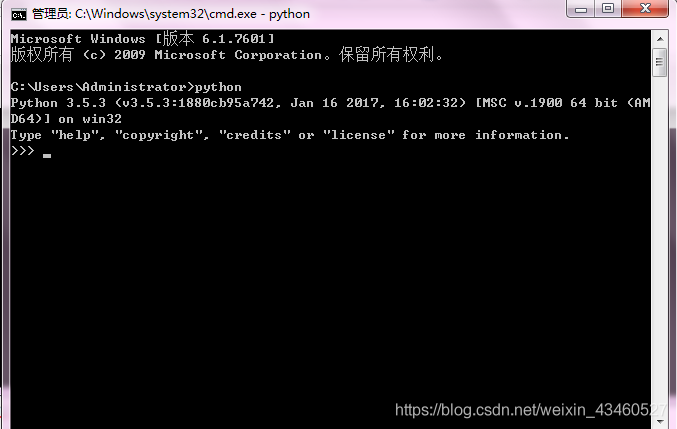 管理员: C:\Windows\system32\cmd.exe - python
Microsoft Windows [版本 6.1.7601]
版权所有 (c) 2009 Microsoft Corporation。保留所有权利。
C:\Users\Administrator>python
Python 3.5.3 (v3.5.3:1880cb95a742, Jan 16 2017, 16:02:32) [MSC v.1900 64 bit (AM
D64)] on win32
Type "help", "copyright", "credits" or "license" for more information.
>>> _
https://blog.csdn.net/weixin_43460527